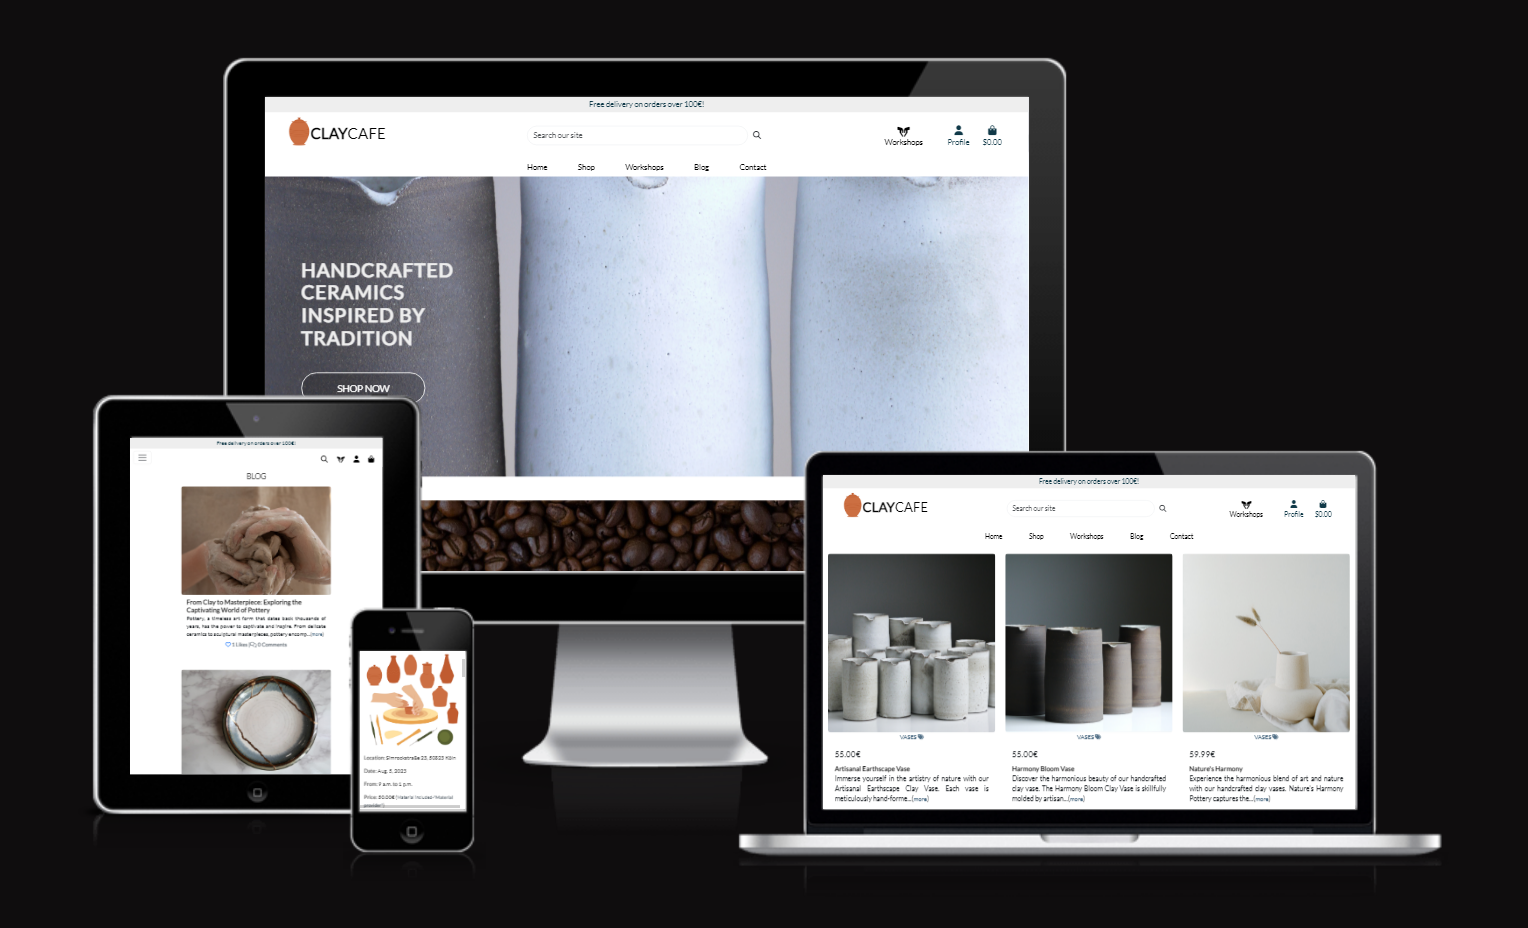 Free delivery on orders over 100€!
CLAYCAFE
Search our site
Workshops
Profile
$0.00
Home
Shop
Workshops
Blog
Contact
HANDCRAFTED
CERAMICS
INSPIRED BY
TRADITION
SHOP NOW
Free delivery on orders over 100€!
BLOG
From Clay to Masterpiece: Exploring the
Captivating World of Pottery
Pottery, a timeless art form that dates back thousands of
years, has the power to captivate and inspire. From delicate
ceramics to sculptural masterpieces, pottery encomp...(more)
1 Likes | 0 Comments
Location: Simrockstraße 23, 50823 Köln
Date: Aug. 5, 2023
From: 9 a.m. to 1 p.m.
Price: 50.00€ (Material
provided)
Free delivery on orders over 100€!
CLAYCAFE
Search our site
Workshops
Profile
$0.00
Home
Shop
Workshops
Blog
Contact
VASES
55.00€
Artisanal Earthscape Vase
Immerse yourself in the artistry of nature with our
Artisanal Earthscape Clay Vase. Each vase is
meticulously hand-forme...(more)
VASES
55.00€
Harmony Bloom Vase
Discover the harmonious beauty of our handcrafted
clay vase. The Harmony Bloom Clay Vase is skillfully
molded by artisan...(more)
VASES
59.99€
Nature's Harmony
Experience the harmonious blend of art and nature
with our handcrafted clay vases. Nature's Harmony
Pottery captures the...(more)